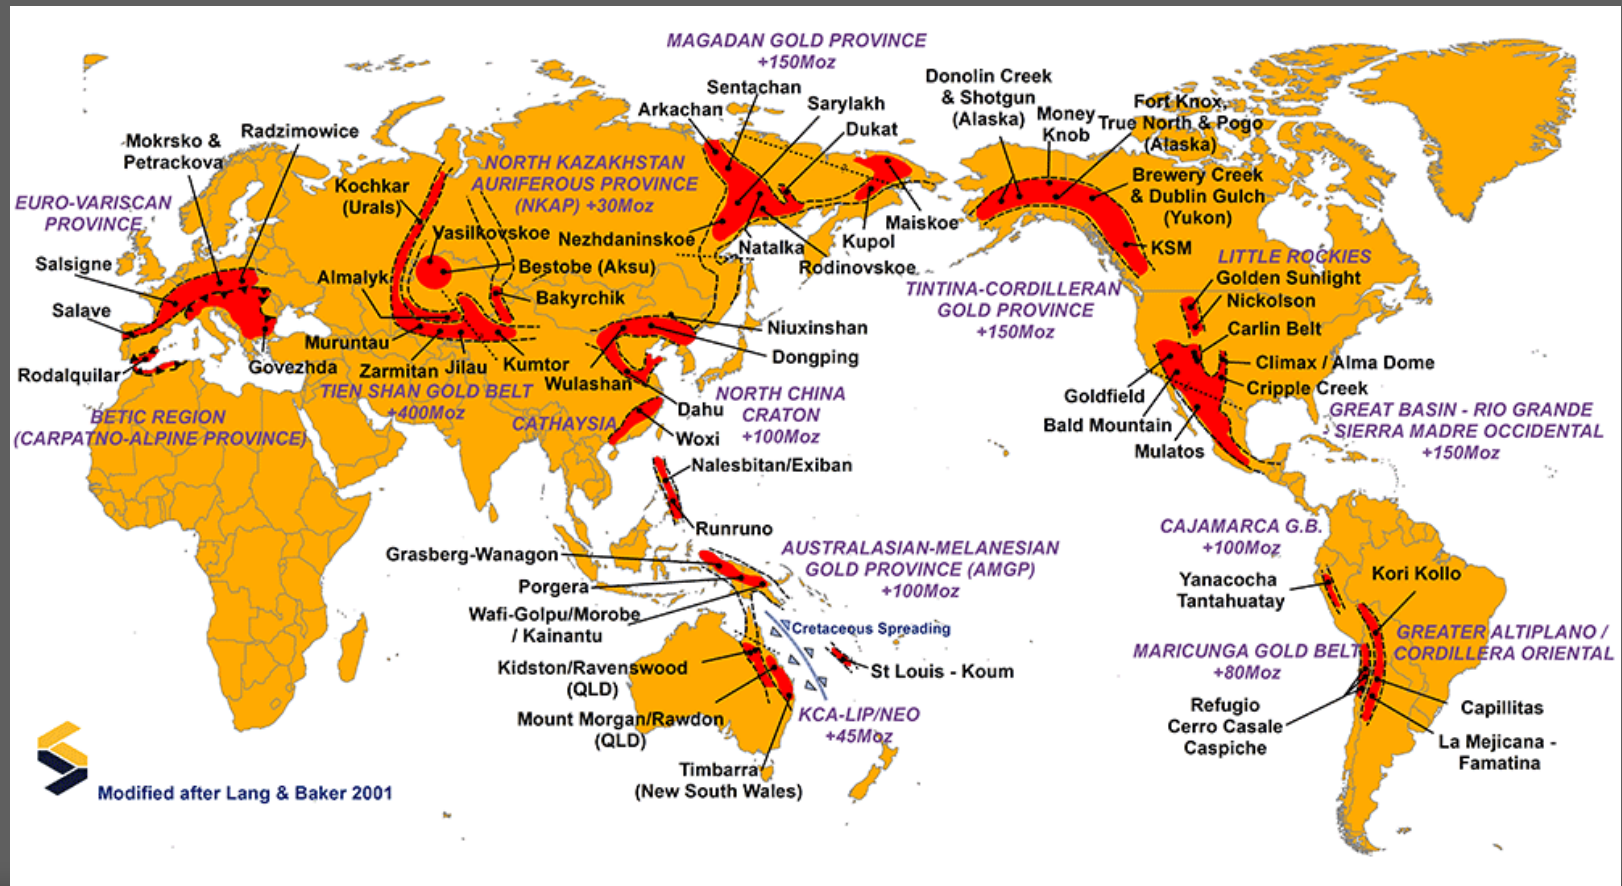 MAGADAN GOLD PROVINCE
+150Moz
Sentachan
Arkachan
Sarylakh
Dukat
Donolin Creek
& Shotgun
(Alaska)
Money
Knob
Fort Knox,
True North & Pogo
(Alaska)
Mokrsko &
Petrackova
Radzimowice
NORTH KAZAKHSTAN
AURIFEROUS PROVINCE
(NKAP) +30Moz
Kochkar
(Urals)
Brewery Creek
& Dublin Gulch
(Yukon)
EURO-VARISCAN
PROVINCE
Vasilkovskoe
Nezhdaninskoe
Natalka
Kupol
Maiskoe
Rodinovskoe
KSM
LITTLE ROCKIES
Golden Sunlight
Nickolson
Salsigne
Almalyk
Bestobe (Aksu)
Bakyrchik
TINTINA-CORDILLERAN
GOLD PROVINCE
+150Moz
Salave
Muruntau
Niuxinshan
Carlin Belt
Rodalquilar
Govezhda
Zarmitan
Jilau
Kumtor
Wulashan
Dongping
Climax / Alma Dome
Cripple Creek
Goldfield
Bald Mountain
Mulatos
TIEN SHAN GOLD BELT
+400Moz
NORTH CHINA
CRATON
+100Moz
Dahu
BETIC REGION
(CARPATNO-ALPINE PROVINCE)
CATHAYSIA
Woxi
GREAT BASIN - RIO GRANDE
- SIERRA MADRE OCCIDENTAL
+150Moz
Nalesbitan/Exiban
Runruno
Grasberg-Wanagon
Porgera
Wafi-Golpu/Morobe
/ Kainantu
AUSTRALASIAN-MELANESIAN
GOLD PROVINCE (AMGP)
+100Moz
CAJAMARCA G.B.
+100Moz
Yanacocha
Tantahuatay
Kori Kollo
Cretaceous Spreading
St Louis - Koum
Kidston/Ravenswood
(QLD)
Mount Morgan/Rawdon
(QLD)
KCA-LIP/NEO
+45Moz
Timbarra
(New South Wales)
MARICUNGA GOLD BELT
+80Moz
GREATER ALTIPLANO /
CORDILLERA ORIENTAL
Refugio
Cerro Casale
Caspiche
Capillitas
La Mejicana -
Famatina
Modified after Lang & Baker 2001